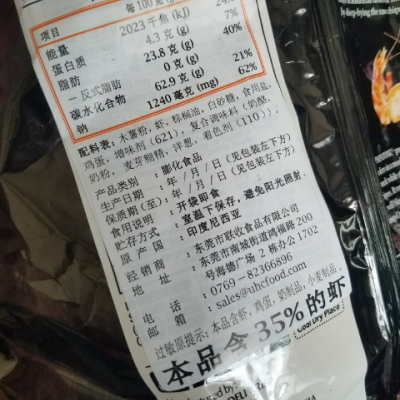 项目 每100克(g) 24%
能量 2023千焦(kJ) 7%
蛋白质 4.3克(g) 40%
脂肪 23.8克(g)
—反式脂肪 0克(g) 21%
碳水化合物 62.9克(g) 62%
钠 1240毫克(mg)
配料表:木薯粉,虾,棕榈油,白砂糖,食用盐,
鸡蛋,增味剂(621),复合调味料(奶酪,
奶粉,麦芽糊精,洋葱,着色剂(110))。
产品类别:膨化食品
生产日期:年/月/日(见包装左下方)
保质期(至):年/月/日(见包装左下方)
食用说明:开袋即食
贮存方式:室温下保存,避免阳光照射.
原产国:印度尼西亚
经销商:东莞市联收食品有限公司
地址:东莞市南城街道鸿福路200
号海德广场2栋办公1702
电话:0769-82366896
邮箱:sales@uhcfood.com
过敏原提示:本品含虾,鸡蛋,奶制品,小麦制品。
本品含35%的虾
Cool Dry Place